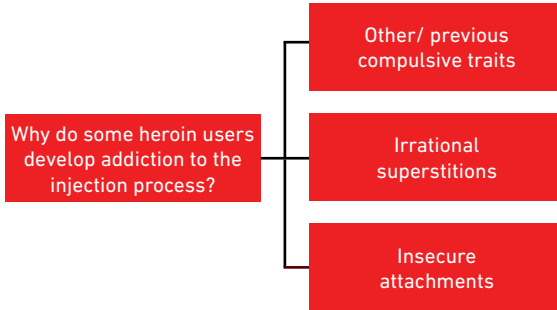 Why do some heroin users
develop addiction to the
injection process?
Other/ previous
compulsive traits
Irrational
superstitions
Insecure
attachments